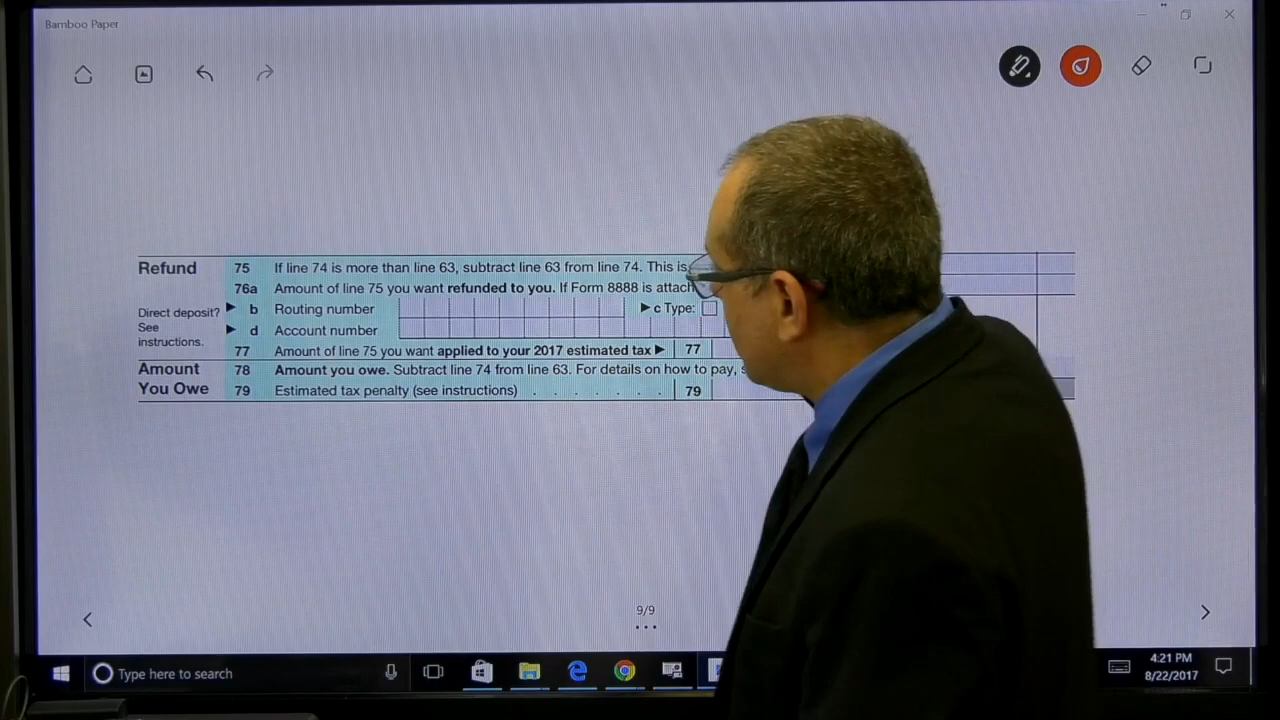 Bamboo Paper
Refund 75 If line 74 is more than line 63, subtract line 63 from line 74. This is
76a Amount of line 75 you want refunded to you. If Form 8888 is attach
Direct deposit? ▶ b Routing number ▶ c Type:
See
▶ d Account number
instructions.
77 Amount of line 75 you want applied to your 2017 estimated tax ▶ 77
Amount 78 Amount you owe. Subtract line 74 from line 63. For details on how to pay, s
You Owe 79 Estimated tax penalty (see instructions) . . . . . . . 79
9/9
Type here to search
4:21 PM
8/22/2017